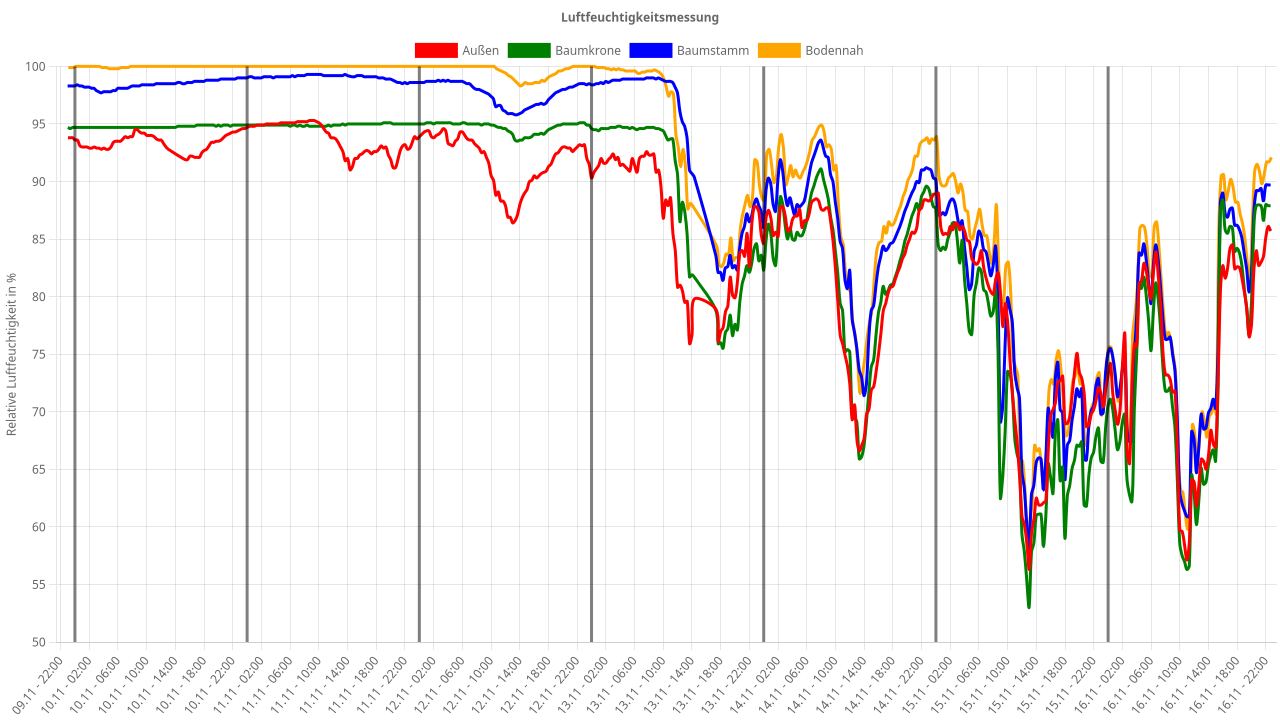 Luftfeuchtigkeitsmessung
Außen Baumkrone Baumstamm Bodennah
Relative Luftfeuchtigkeit in %
100
95
90
85
80
75
70
65
60
55
50
09.11 - 22:00
10.11 - 02:00
10.11 - 06:00
10.11 - 10:00
10.11 - 14:00
10.11 - 18:00
10.11 - 22:00
11.11 - 02:00
11.11 - 06:00
11.11 - 10:00
11.11 - 14:00
11.11 - 18:00
11.11 - 22:00
12.11 - 02:00
12.11 - 06:00
12.11 - 10:00
12.11 - 14:00
12.11 - 18:00
12.11 - 22:00
13.11 - 02:00
13.11 - 06:00
13.11 - 10:00
13.11 - 14:00
13.11 - 18:00
13.11 - 22:00
14.11 - 02:00
14.11 - 06:00
14.11 - 10:00
14.11 - 14:00
14.11 - 18:00
14.11 - 22:00
15.11 - 02:00
15.11 - 06:00
15.11 - 10:00
15.11 - 14:00
15.11 - 18:00
15.11 - 22:00
16.11 - 02:00
16.11 - 06:00
16.11 - 10:00
16.11 - 14:00
16.11 - 18:00
16.11 - 22:00